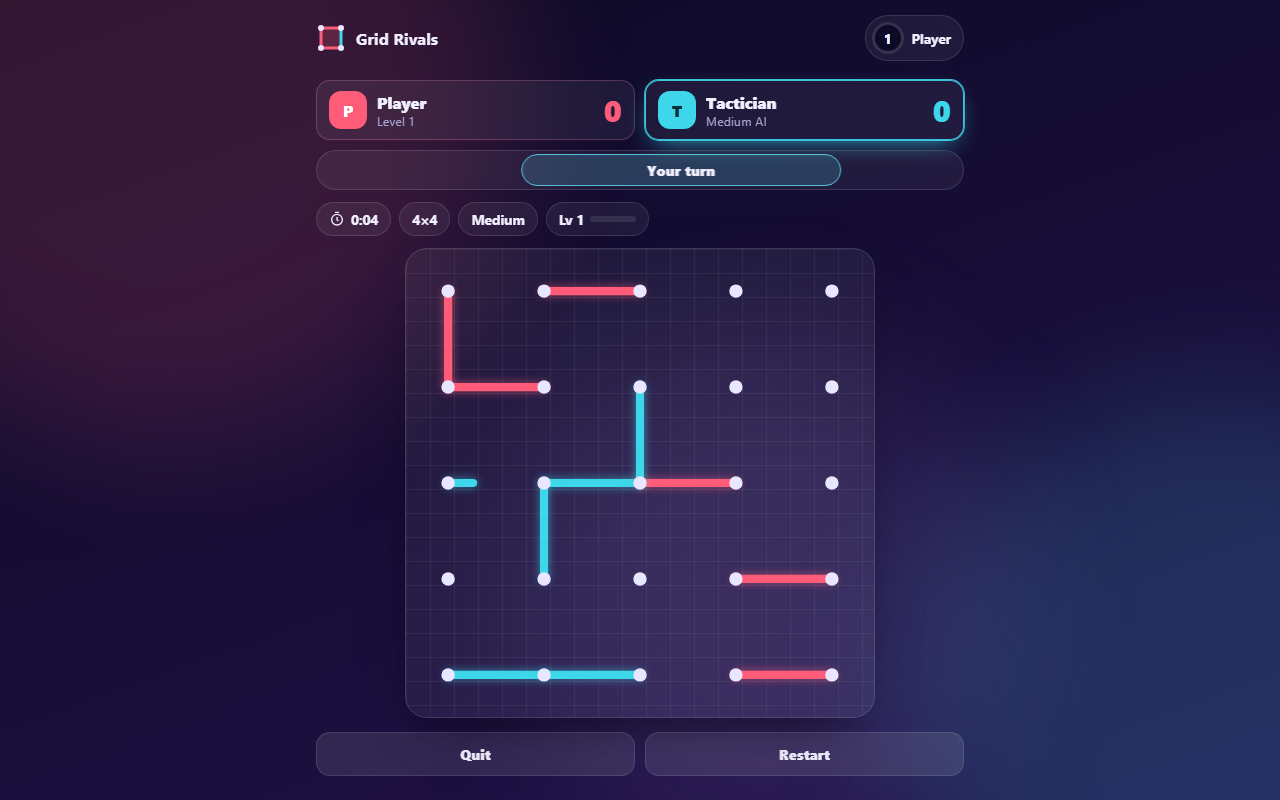 Grid Rivals
1 Player
P Player 0
Level 1
T Tactician 0
Medium AI
Your turn
0:04 4×4 Medium Lv 1
Quit Restart